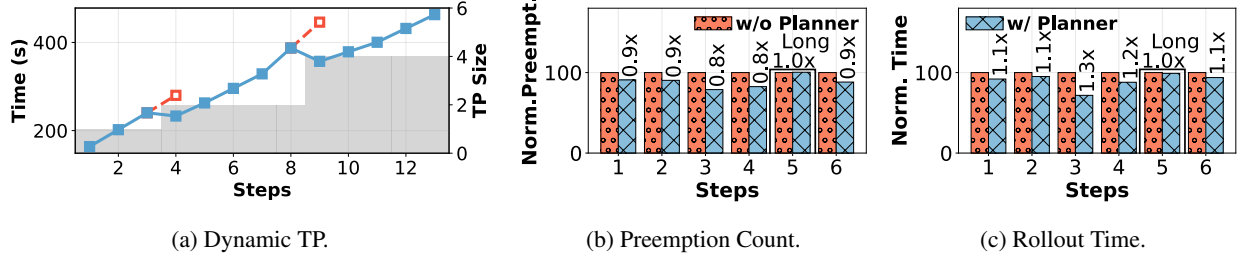 Time (s)
400
200
6
4
2
0
TP Size
2 4 6 8 10 12
Steps
(a) Dynamic TP.
Norm.Preempt.
100
0
w/o Planner
0.9x 0.9x 0.8x 0.8x Long 1.0x 0.9x
1 2 3 4 5 6
Steps
(b) Preemption Count.
Norm. Time
100
0
w/ Planner
1.1x 1.1x 1.3x 1.2x Long 1.0x 1.1x
1 2 3 4 5 6
Steps
(c) Rollout Time.